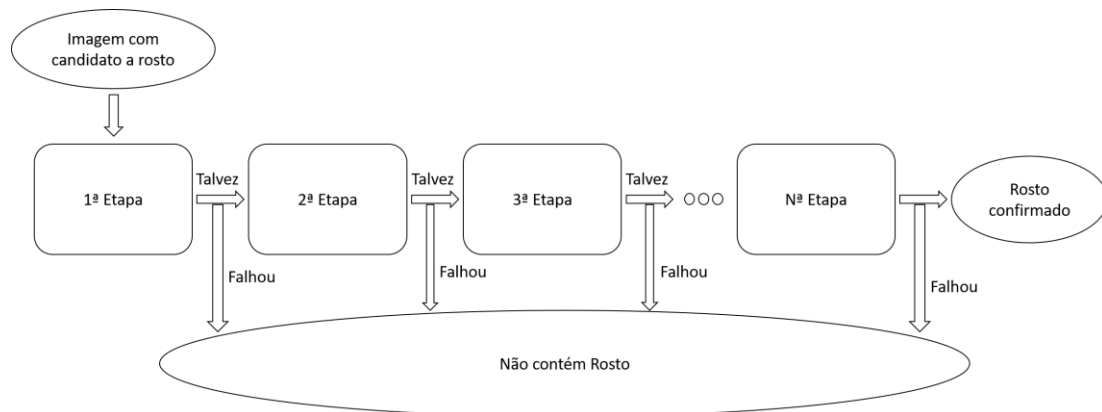 Imagem com
candidato a rosto
1ª Etapa
Talvez
2ª Etapa
Talvez
3ª Etapa
Talvez
Nª Etapa
Rosto
confirmado
Falhou
Falhou
Falhou
Falhou
Não contém Rosto